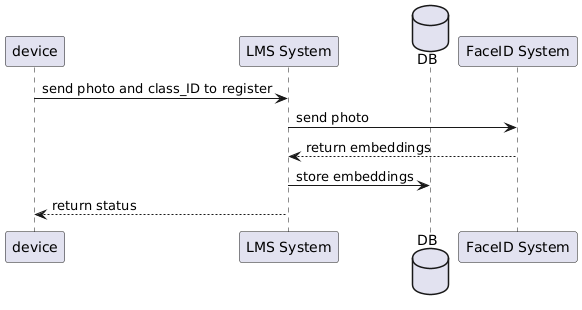 device
LMS System
DB
FaceID System
send photo and class_ID to register
send photo
return embeddings
store embeddings
return status
device
LMS System
DB
FaceID System